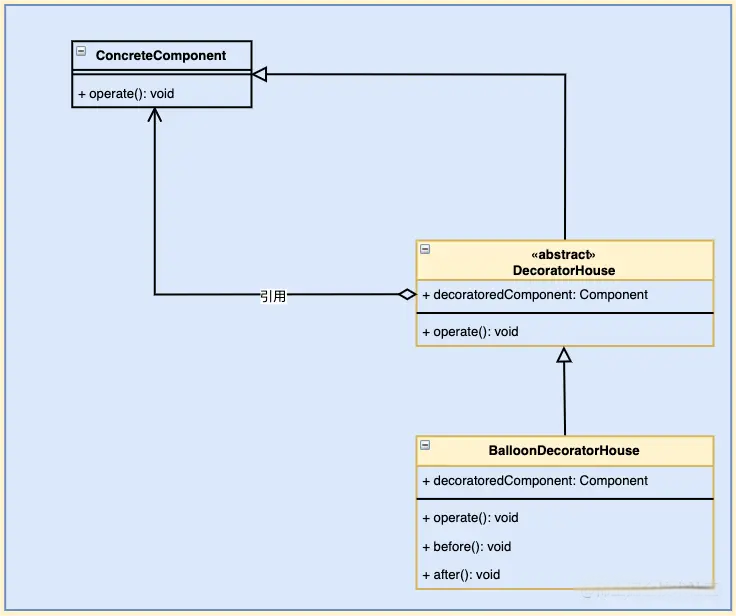 ConcreteComponent
+ operate(): void
«abstract»
DecoratorHouse
+ decoratoredComponent: Component
+ operate(): void
引用
BalloonDecoratorHouse
+ decoratoredComponent: Component
+ operate(): void
+ before(): void
+ after(): void